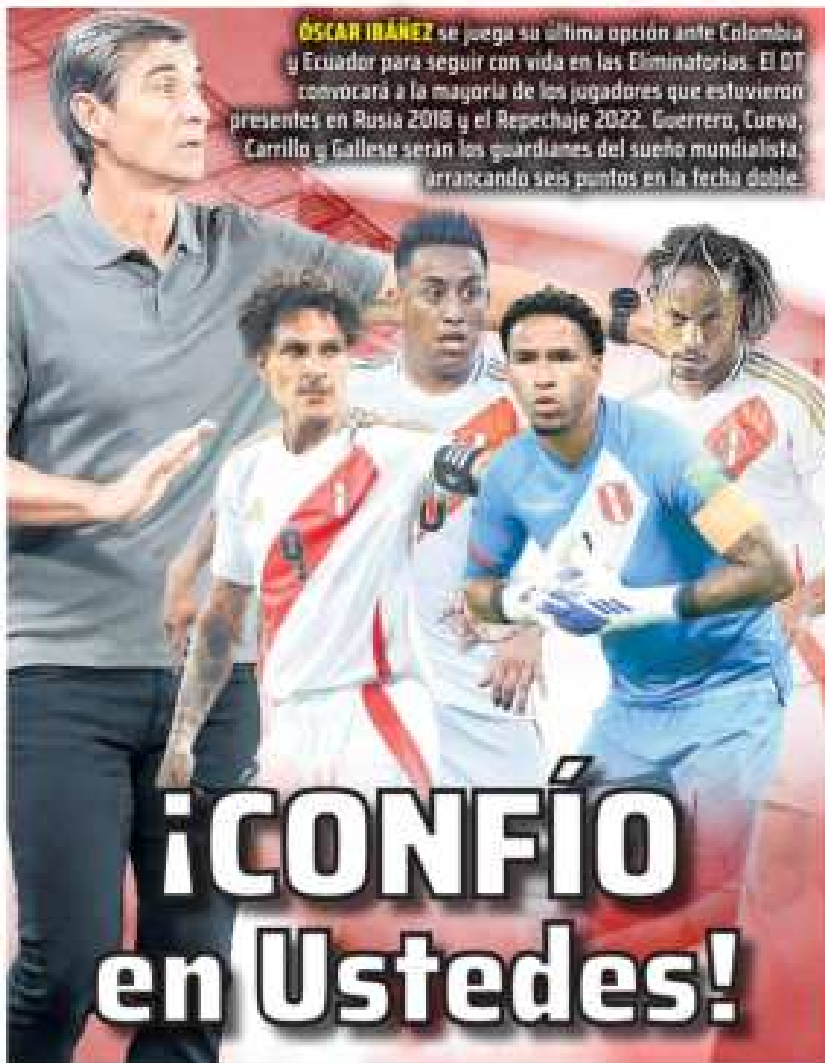 ÓSCAR IBÁÑEZ se juega su última opción ante Colombia
y Ecuador para seguir con vida en las Eliminatorias. El DT
convocará a la mayoría de los jugadores que estuvieron
presentes en Rusia 2018 y el Repechaje 2022. Guerrero, Cueva,
Carrillo y Gallese serán los guardianes del sueño mundialista,
arrancando seis puntos en la fecha doble.
9
1
¡CONFÍO
en Ustedes!